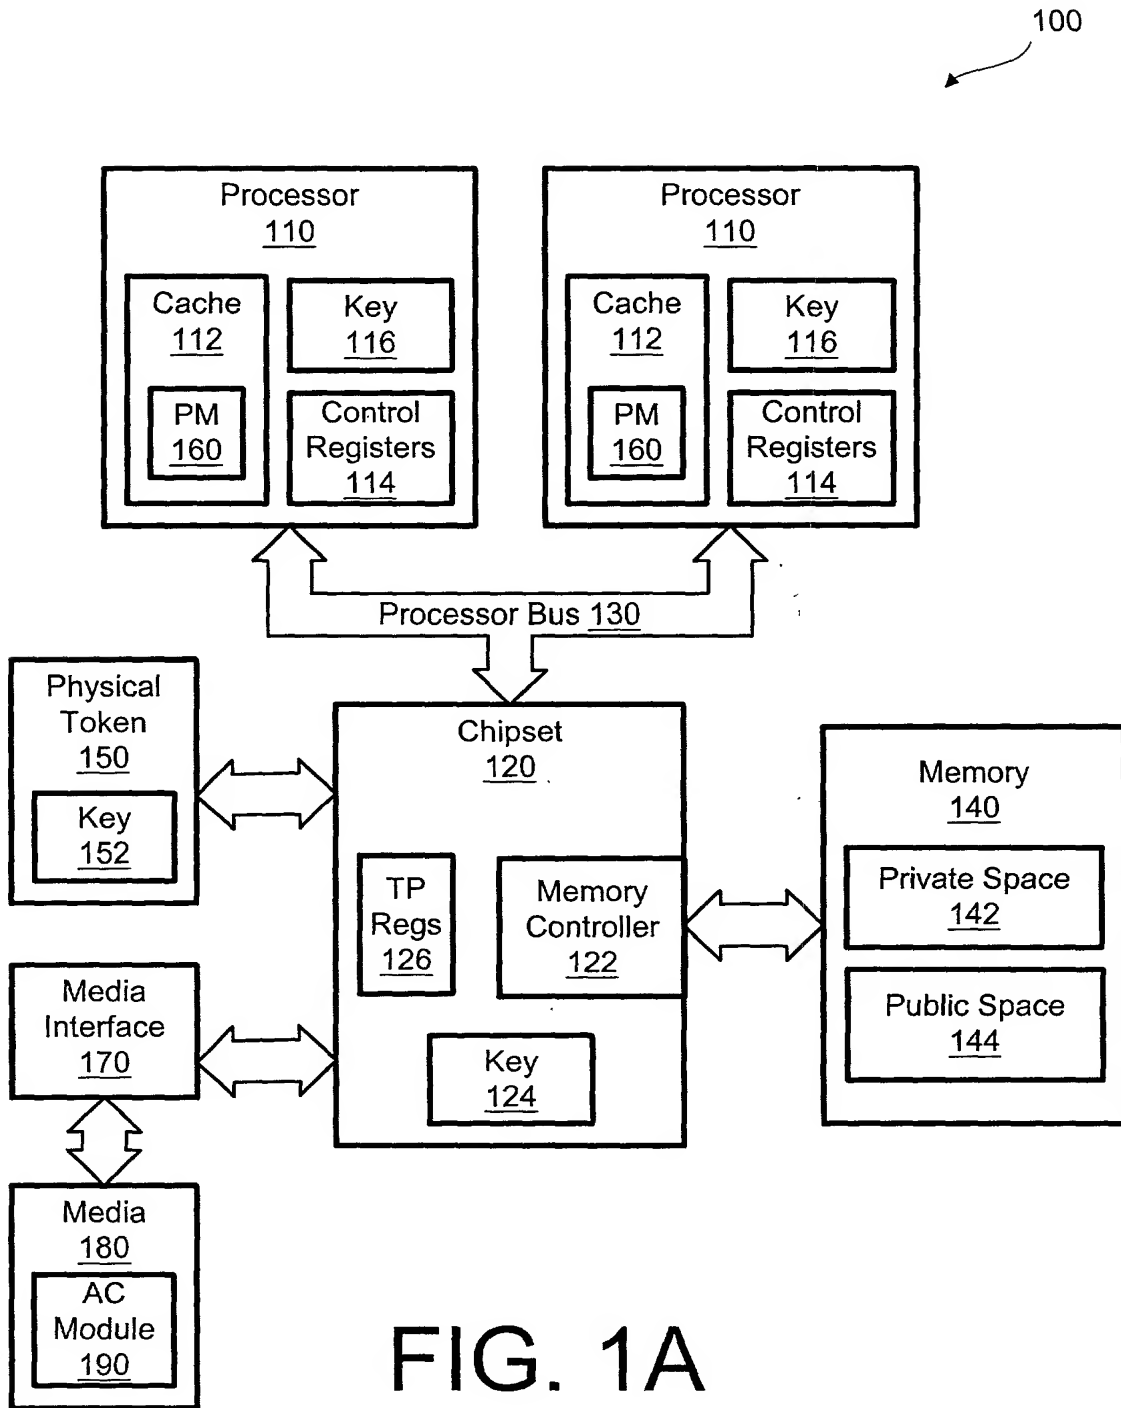 100
Processor
110
Cache
112
PM
160
Key
116
Control
Registers
114
Processor
110
Cache
112
PM
160
Key
116
Control
Registers
114
Processor Bus 130
Physical
Token
150
Key
152
Chipset
120
TP
Regs
126
Memory
Controller
122
Key
124
Memory
140
Private Space
142
Public Space
144
Media
Interface
170
Media
180
AC
Module
190
FIG. 1A